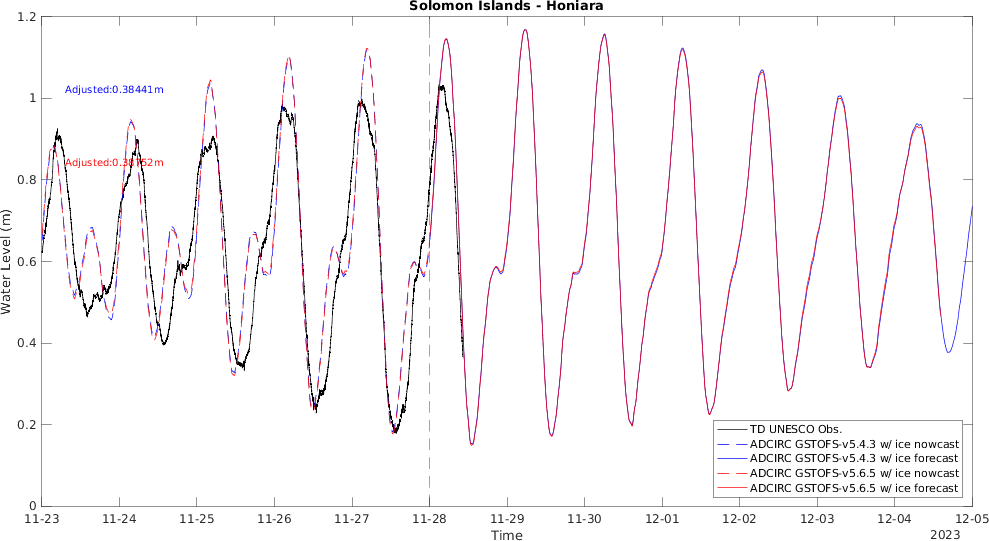 Solomon Islands - Honiara
1.2
1
0.8
0.6
0.4
0.2
0
Water Level (m)
Adjusted:0.38441m
Adjusted:0.38752m
TD UNESCO Obs.
ADCIRC GSTOFS-v5.4.3 w/ ice nowcast
ADCIRC GSTOFS-v5.4.3 w/ ice forecast
ADCIRC GSTOFS-v5.6.5 w/ ice nowcast
ADCIRC GSTOFS-v5.6.5 w/ ice forecast
11-23 11-24 11-25 11-26 11-27 11-28 11-29 11-30 12-01 12-02 12-03 12-04 12-05
Time
2023